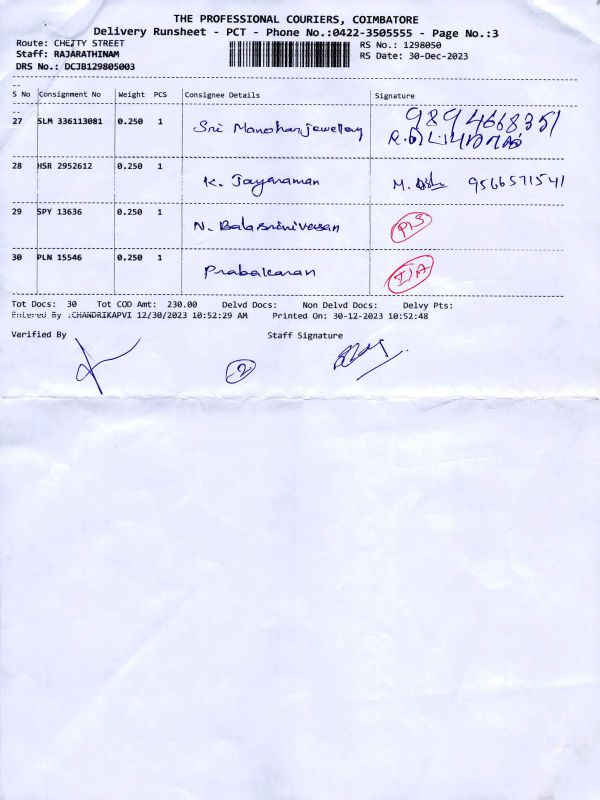 THE PROFESSIONAL COURIERS, COIMBATORE
Delivery Runsheet - PCT - Phone No.:0422-3505555 - Page No.:3
Route: CHETTY STREET
Staff: RAJARATHINAM
DRS No.: DCJB129805003
RS No.: 1298050
RS Date: 30-Dec-2023
S No Consignment No Weight PCS Consignee Details Signature
27 SLM 336113081 0.250 1 Sri Manohar jewellery 9894668351
28 HSR 2952612 0.250 1 K. Jayaraman M. 9566571541
29 SPY 13636 0.250 1 N. Balasrinivasan
30 PLN 15546 0.250 1 Prabakaran
Tot Docs: 30 Tot COD Amt: 230.00 Delvd Docs: Non Delvd Docs: Delvy Pts:
Entered By :CHANDRIKAPVI 12/30/2023 10:52:29 AM Printed On: 30-12-2023 10:52:48
Verified By Staff Signature
2